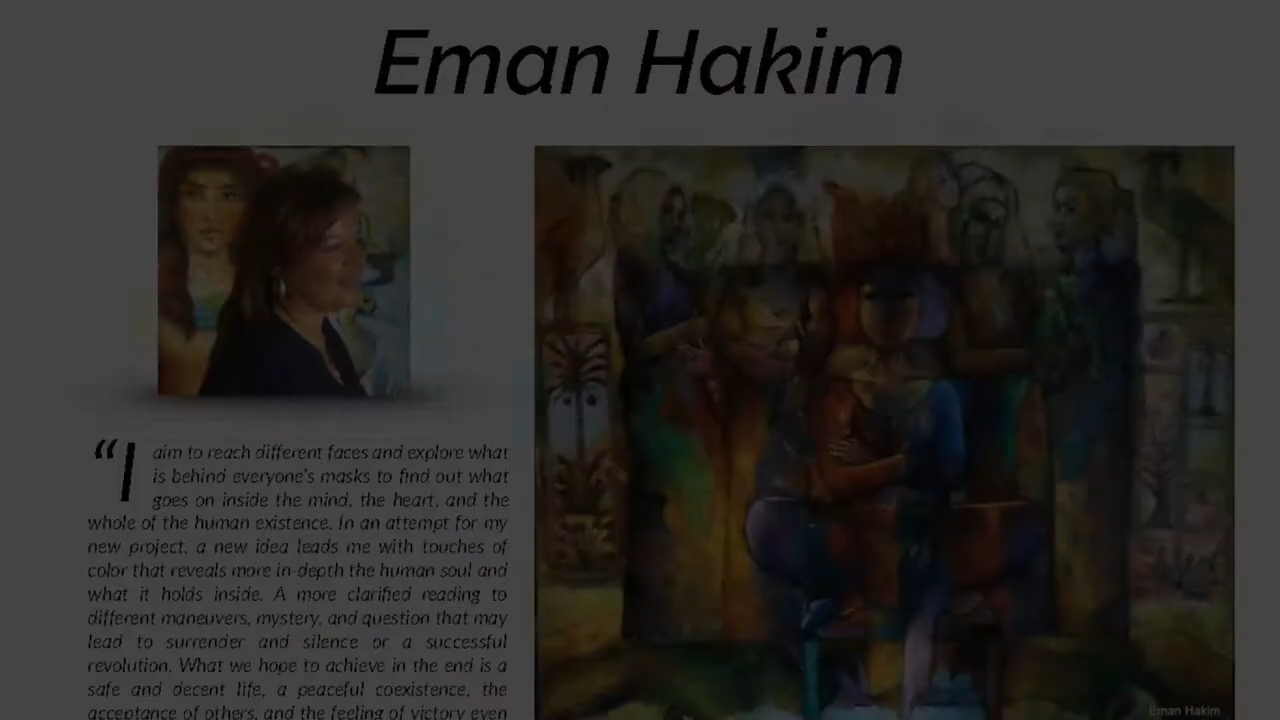 Eman Hakim
“I aim to reach different faces and explore what
is behind everyone's masks to find out what
goes on inside the mind, the heart, and the
whole of the human existence. In an attempt for my
new project, a new idea leads me with touches of
color that reveals more in-depth the human soul and
what it holds inside. A more clarified reading to
different maneuvers, mystery, and question that may
lead to surrender and silence or a successful
revolution. What we hope to achieve in the end is a
safe and decent life, a peaceful coexistence, the
acceptance of others, and the feeling of victory even
Eman Hakim